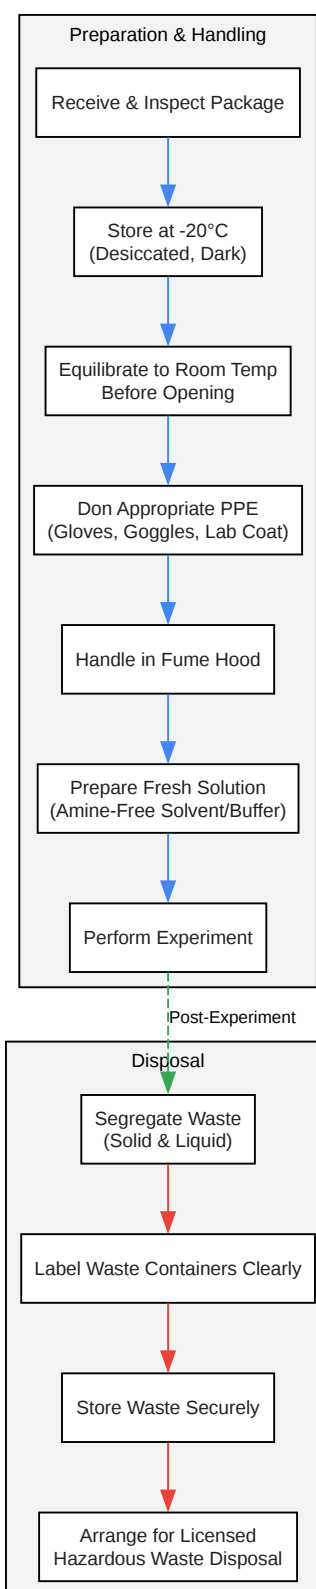 Preparation & Handling
Receive & Inspect Package
Store at -20°C
(Desiccated, Dark)
Equilibrate to Room Temp
Before Opening
Don Appropriate PPE
(Gloves, Goggles, Lab Coat)
Handle in Fume Hood
Prepare Fresh Solution
(Amine-Free Solvent/Buffer)
Perform Experiment
Post-Experiment
Disposal
Segregate Waste
(Solid & Liquid)
Label Waste Containers Clearly
Store Waste Securely
Arrange for Licensed
Hazardous Waste Disposal